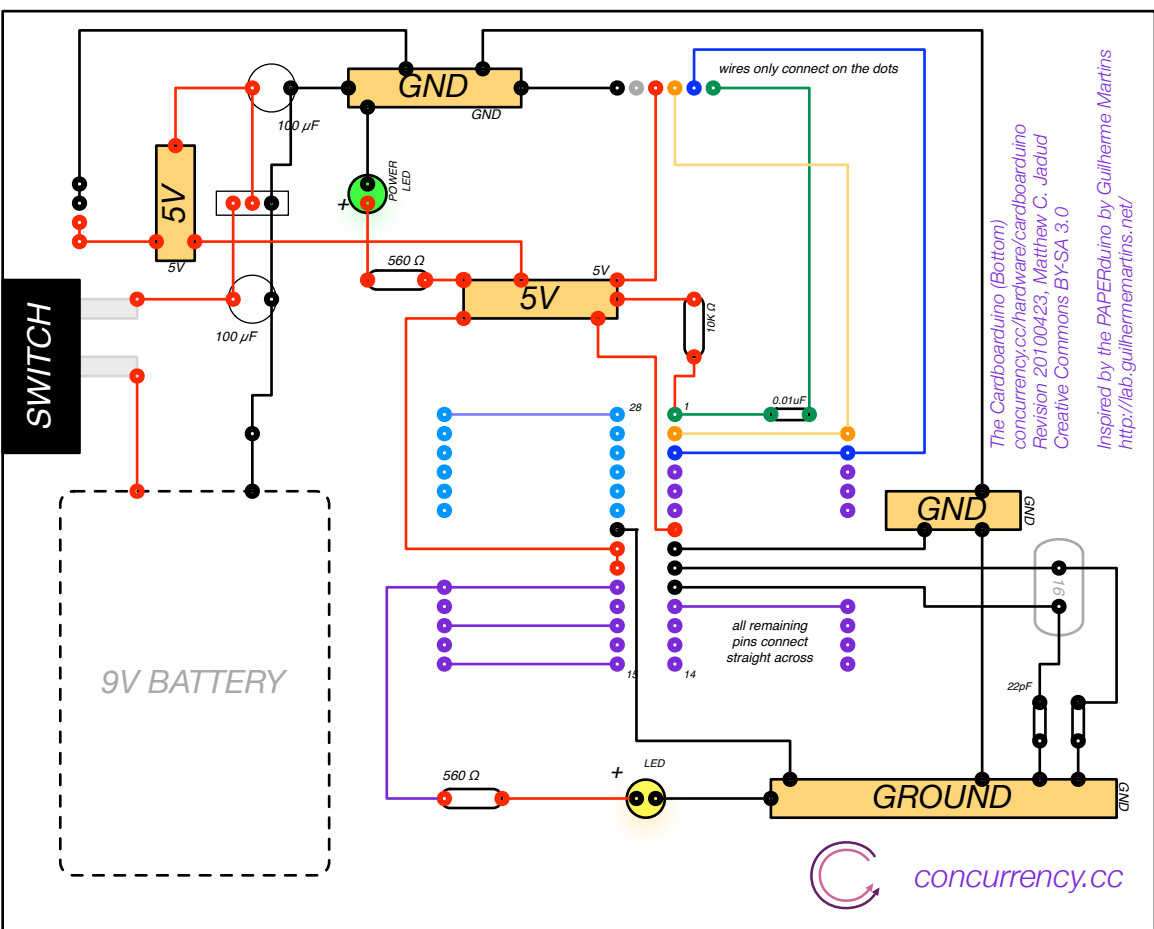 GND
GND
wires only connect on the dots
100 µF
5V
5V
POWER
LED
+
560 Ω
5V
5V
10K Ω
SWITCH
100 µF
28
1
0.01uF
The Cardboarduino (Bottom)
concurrency.cc/hardware/cardboarduino
Revision 20100423, Matthew C. Jadud
Creative Commons BY-SA 3.0
Inspired by the PAPERduino by Guilherme Martins
http://lab.guilhermemartins.net/
GND
GND
16
all remaining
pins connect
straight across
15
14
9V BATTERY
22pF
560 Ω
+
LED
GROUND
GND
concurrency.cc